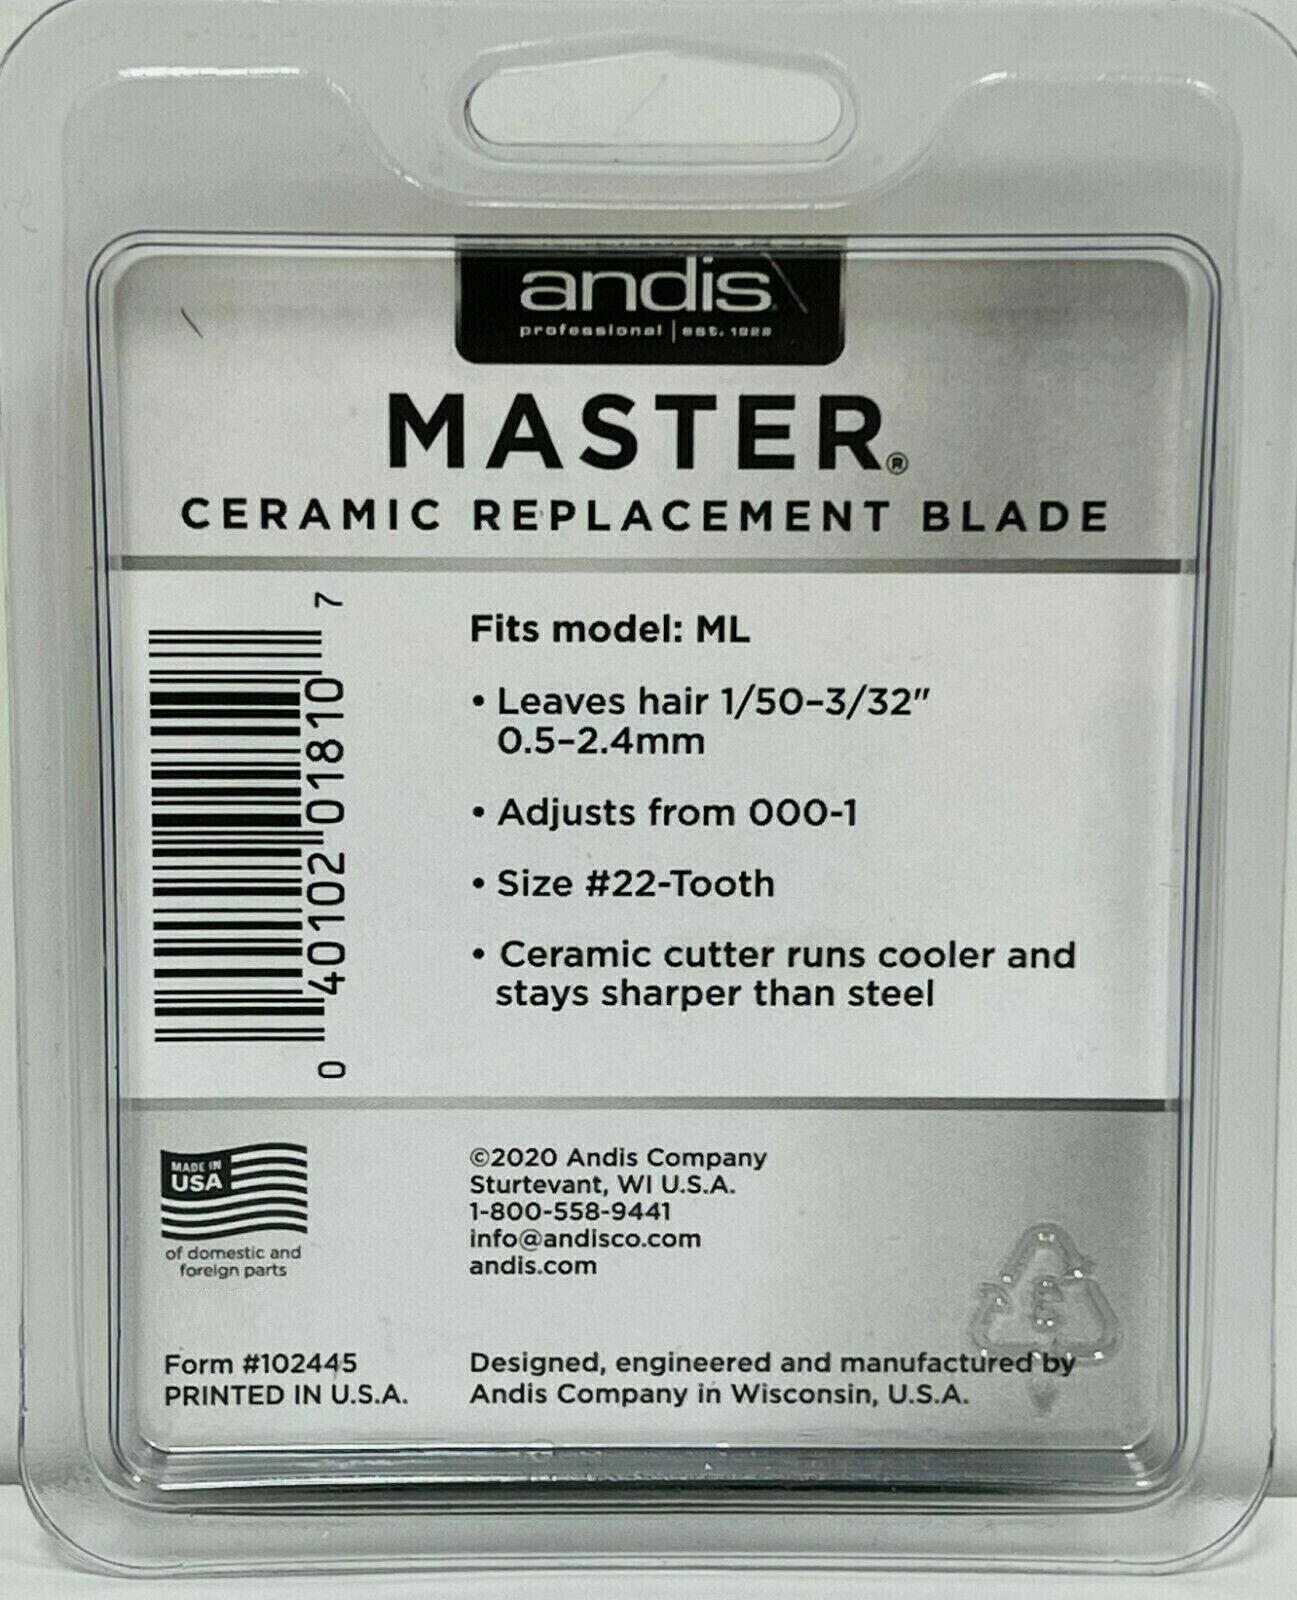 andis
professional | est. 1922
MASTER®
CERAMIC REPLACEMENT BLADE
0 40102 01810 7
Fits model: ML
• Leaves hair 1/50–3/32"
0.5–2.4mm
• Adjusts from 000-1
• Size #22-Tooth
• Ceramic cutter runs cooler and
stays sharper than steel
MADE IN
USA
of domestic and
foreign parts
©2020 Andis Company
Sturtevant, WI U.S.A.
1-800-558-9441
info@andisco.com
andis.com
Form #102445
PRINTED IN U.S.A.
Designed, engineered and manufactured by
Andis Company in Wisconsin, U.S.A.